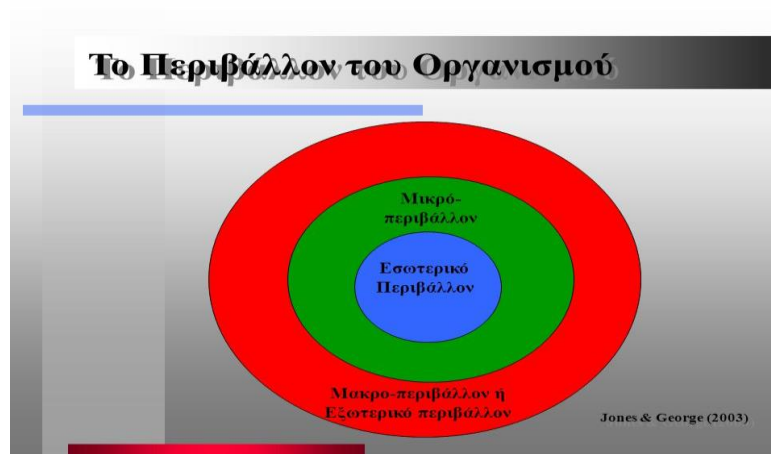 Το Περιβάλλον του Οργανισμού
Μικρό-
περιβάλλον
Εσωτερικό
Περιβάλλον
Μακρο-περιβάλλον ή
Εξωτερικό περιβάλλον
Jones & George (2003)